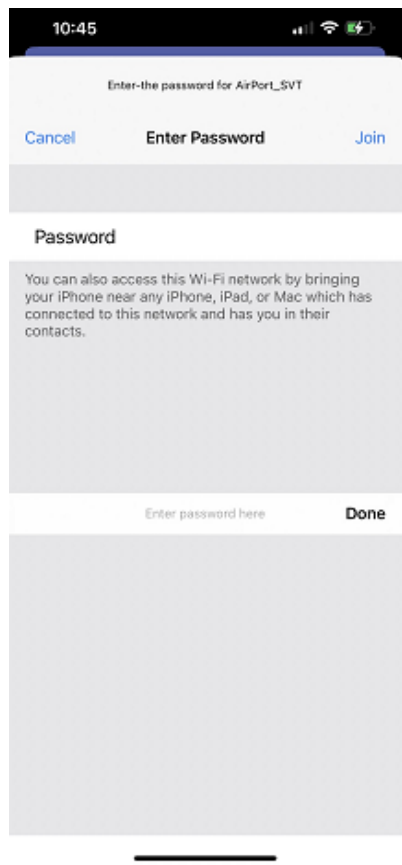 10:45
Enter-the password for AirPort_SVT
Cancel Enter Password Join
Password
You can also access this Wi-Fi network by bringing
your iPhone near any iPhone, iPad, or Mac which has
connected to this network and has you in their
contacts.
Enter password here Done